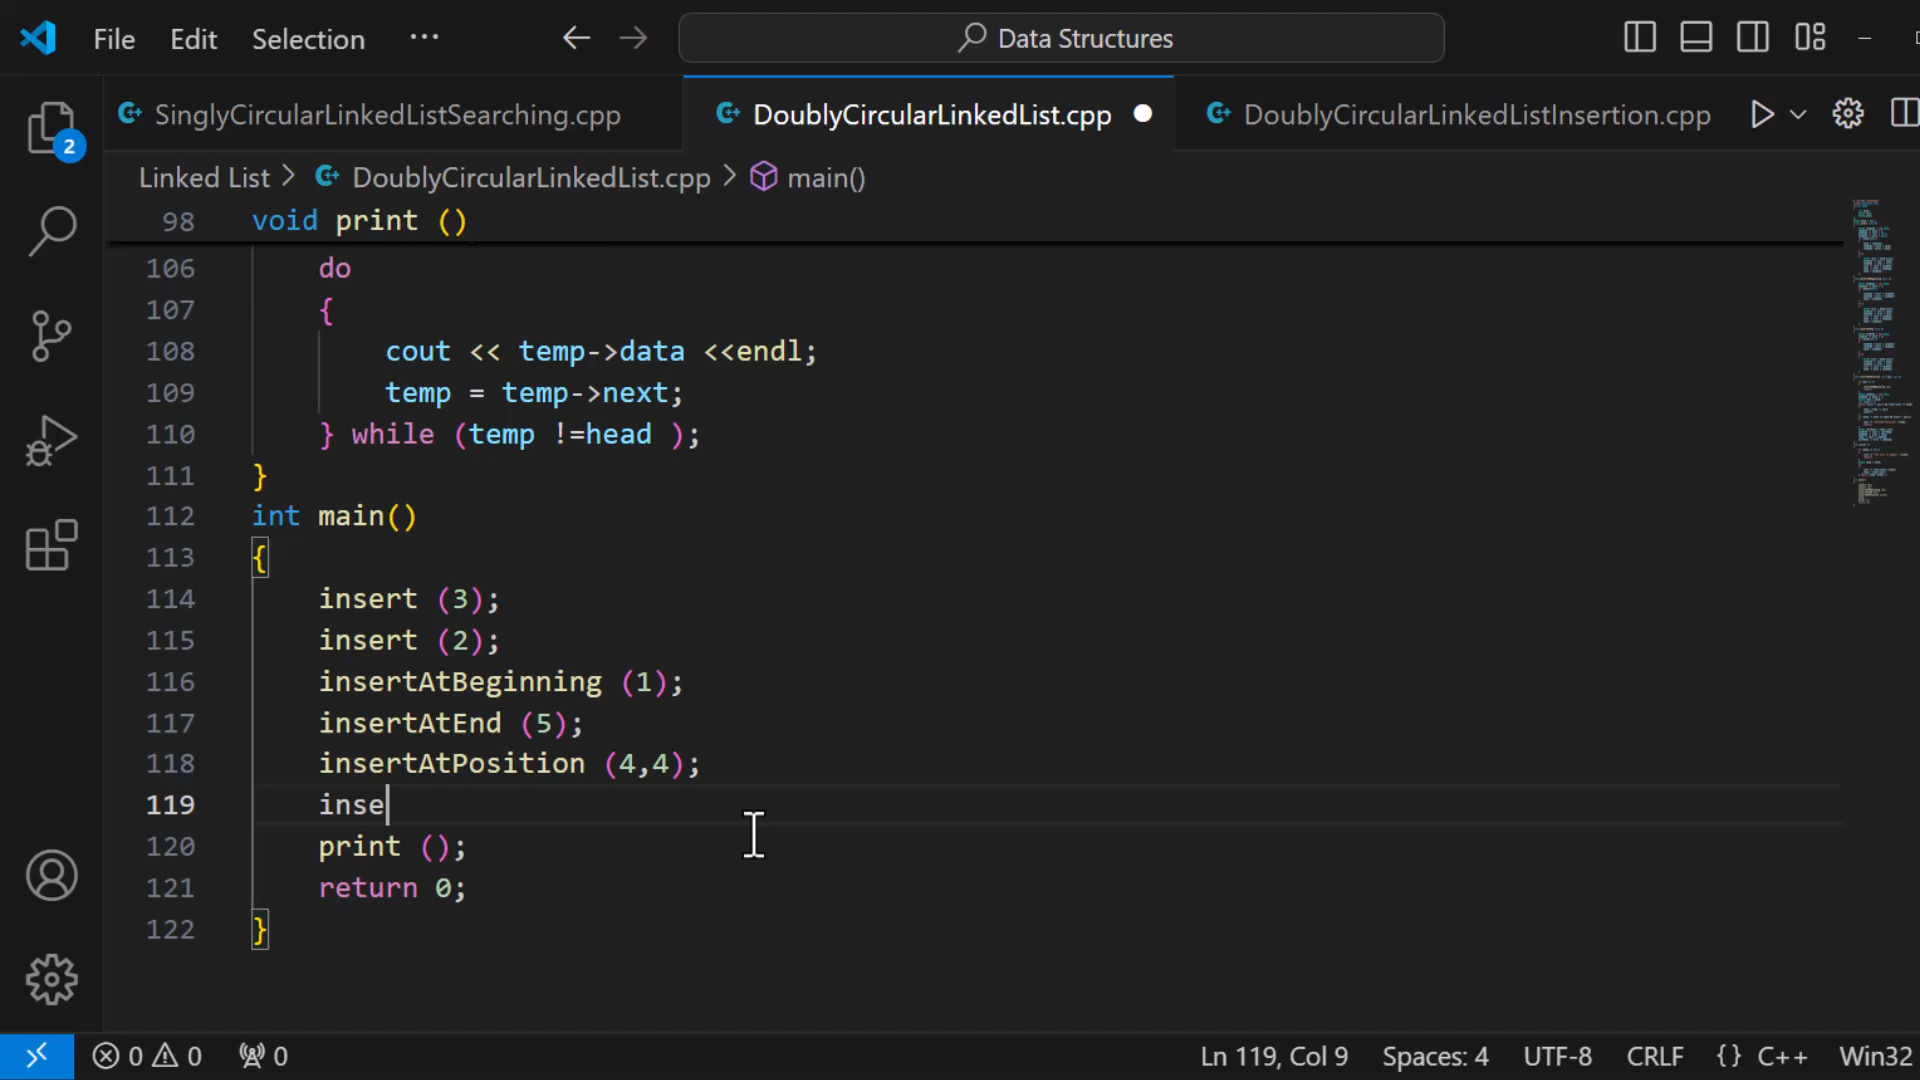 File Edit Selection ··· Data Structures
SinglyCircularLinkedListSearching.cpp DoublyCircularLinkedList.cpp DoublyCircularLinkedListInsertion.cpp
2
Linked List > DoublyCircularLinkedList.cpp > main()
98 void print ()
106 do
107 {
108 cout << temp->data <<endl;
109 temp = temp->next;
110 } while (temp !=head );
111 }
112 int main()
113 {
114 insert (3);
115 insert (2);
116 insertAtBeginning (1);
117 insertAtEnd (5);
118 insertAtPosition (4,4);
119 inse
120 print ();
121 return 0;
122 }
0 0 0 Ln 119, Col 9 Spaces: 4 UTF-8 CRLF {} C++ Win32